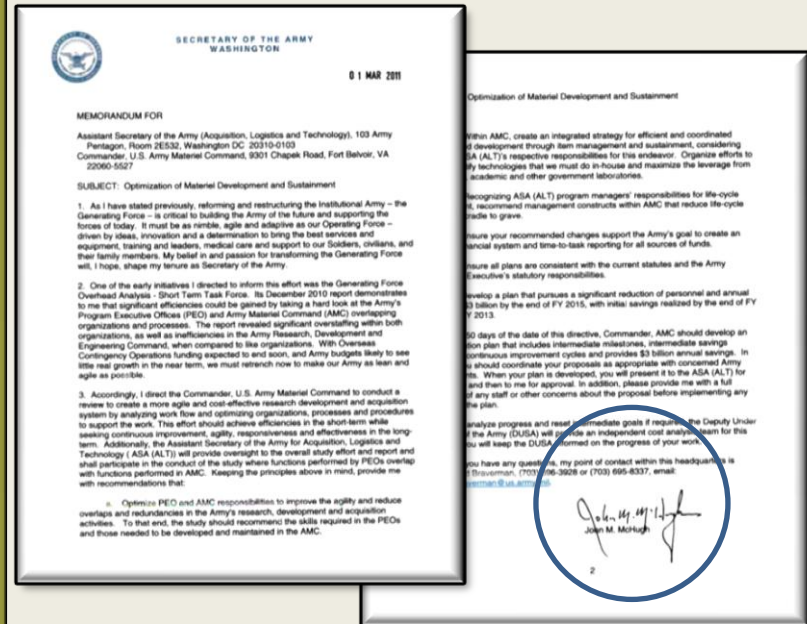 SECRETARY OF THE ARMY
WASHINGTON
0 1 MAR 2011
MEMORANDUM FOR
Assistant Secretary of the Army (Acquisition, Logistics and Technology), 103 Army
Pentagon, Room 2E532, Washington DC 20310-0103
Commander, U.S. Army Materiel Command, 9301 Chapek Road, Fort Belvoir, VA
22060-5527
SUBJECT: Optimization of Materiel Development and Sustainment
1. As I have stated previously, reforming and restructuring the Institutional Army – the
Generating Force – is critical to building the Army of the future and supporting the
forces of today. It must be as nimble, agile and adaptive as our Operating Force –
driven by ideas, innovation and a determination to bring the best services and
equipment, training and leaders, medical care and support to our Soldiers, civilians, and
their family members. My belief in and passion for transforming the Generating Force
will, I hope, shape my tenure as Secretary of the Army.
2. One of the early initiatives I directed to inform this effort was the Generating Force
Overhead Analysis - Short Term Task Force. Its December 2010 report demonstrates
to me that significant efficiencies could be gained by taking a hard look at the Army's
Program Executive Offices (PEO) and Army Materiel Command (AMC) overlapping
organizations and processes. The report revealed significant overstaffing within both
organizations, as well as inefficiencies in the Army Research, Development and
Engineering Command, when compared to like organizations. With Overseas
Contingency Operations funding expected to end soon, and Army budgets likely to see
little real growth in the near term, we must retrench now to make our Army as lean and
agile as possible.
3. Accordingly, I direct the Commander, U.S. Army Materiel Command to conduct a
review to create a more agile and cost-effective research development and acquisition
system by analyzing work flow and optimizing organizations, processes and procedures
to support the work. This effort should achieve efficiencies in the short-term while
seeking continuous improvement, agility, responsiveness and effectiveness in the long-
term. Additionally, the Assistant Secretary of the Army for Acquisition, Logistics and
Technology ( ASA (ALT)) will provide oversight to the overall study effort and report and
shall participate in the conduct of the study where functions performed by PEOs overlap
with functions performed in AMC. Keeping the principles above in mind, provide me
with recommendations that:
a. Optimize PEO and AMC responsibilities to improve the agility and reduce
overlaps and redundancies in the Army's research, development and acquisition
activities. To that end, the study should recommend the skills required in the PEOs
and those needed to be developed and maintained in the AMC.
Optimization of Materiel Development and Sustainment
Within AMC, create an integrated strategy for efficient and coordinated
development through item management and sustainment, considering
SA (ALT)'s respective responsibilities for this endeavor. Organize efforts to
fy technologies that we must do in-house and maximize the leverage from
academic and other government laboratories.
Recognizing ASA (ALT) program managers' responsibilities for life-cycle
t, recommend management constructs within AMC that reduce life-cycle
radle to grave.
nsure your recommended changes support the Army's goal to create an
ancial system and time-to-task reporting for all sources of funds.
nsure all plans are consistent with the current statutes and the Army
Executive's statutory responsibilities.
evelop a plan that pursues a significant reduction of personnel and annual
3 billion by the end of FY 2015, with initial savings realized by the end of FY
Y 2013.
50 days of the date of this directive, Commander, AMC should develop an
tion plan that includes intermediate milestones, intermediate savings
continuous improvement cycles and provides $3 billion annual savings. In
u should coordinate your proposals as appropriate with concerned Army
nts. When your plan is developed, you will present it to the ASA (ALT) for
and then to me for approval. In addition, please provide me with a full
of any staff or other concerns about the proposal before implementing any
he plan.
analyze progress and reset intermediate goals if required, the Deputy Under
of the Army (DUSA) will provide an independent cost analysis team for this
ou will keep the DUSA informed on the progress of your work.
you have any questions, my point of contact within this headquarters is
t Braverman, (703) 696-3928 or (703) 695-8337, email:
John M. McHugh
John M. McHugh
2